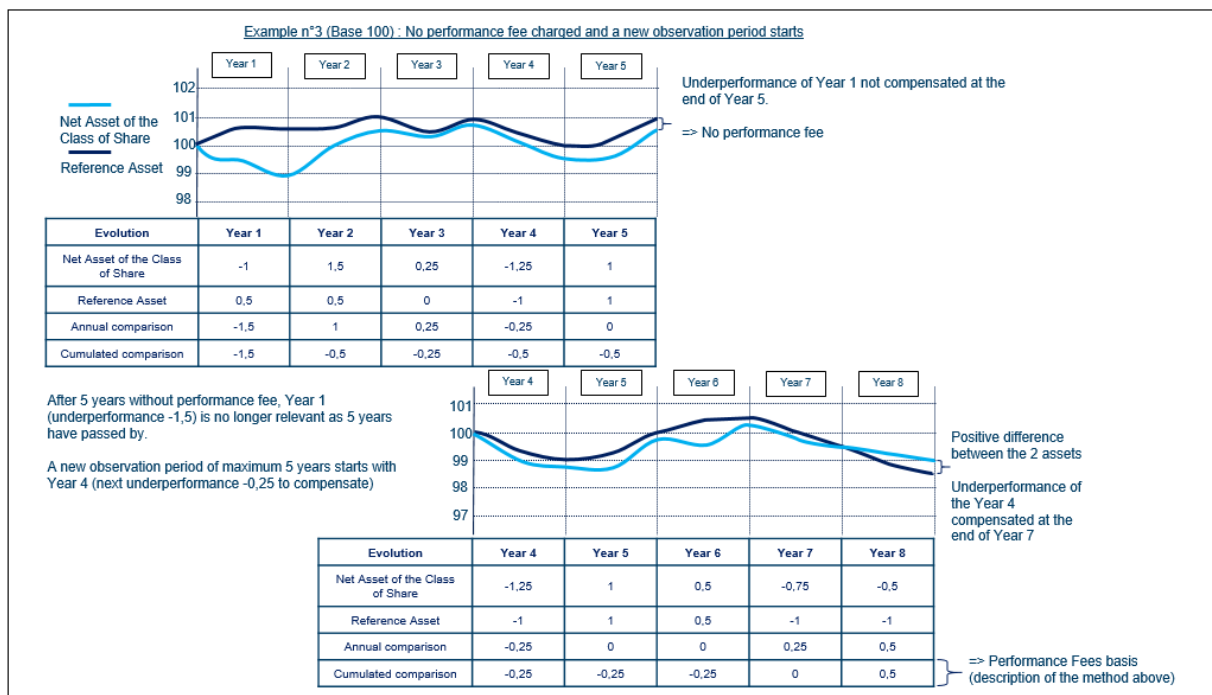 Example n°3 (Base 100) : No performance fee charged and a new observation period starts
Year 1 Year 2 Year 3 Year 4 Year 5
102
101
100
99
98
Net Asset of the
Class of Share
Reference Asset
Underperformance of Year 1 not compensated at the
end of Year 5.
=> No performance fee
Evolution Year 1 Year 2 Year 3 Year 4 Year 5
Net Asset of the Class
of Share -1 1,5 0,25 -1,25 1
Reference Asset 0,5 0,5 0 -1 1
Annual comparison -1,5 1 0,25 -0,25 0
Cumulated comparison -1,5 -0,5 -0,25 -0,5 -0,5
After 5 years without performance fee, Year 1
(underperformance -1,5) is no longer relevant as 5 years
have passed by.
A new observation period of maximum 5 years starts with
Year 4 (next underperformance -0,25 to compensate)
Year 4 Year 5 Year 6 Year 7 Year 8
101
100
99
98
97
Positive difference
between the 2 assets
Underperformance of
the Year 4
compensated at the
end of Year 7
Evolution Year 4 Year 5 Year 6 Year 7 Year 8
Net Asset of the Class
of Share -1,25 1 0,5 -0,75 -0,5
Reference Asset -1 1 0,5 -1 -1
Annual comparison -0,25 0 0 0,25 0,5
Cumulated comparison -0,25 -0,25 -0,25 0 0,5
=> Performance Fees basis
(description of the method above)